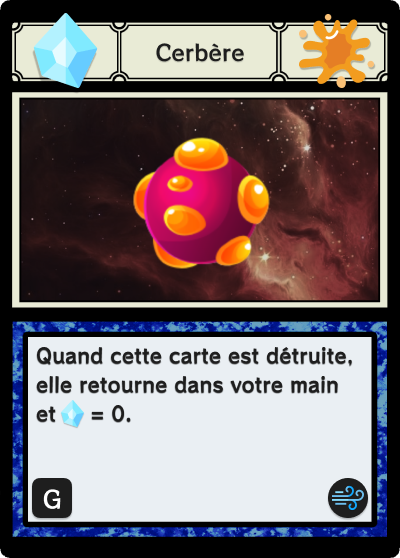 Cerbère
Quand cette carte est détruite,
elle retourne dans votre main
et = 0.
G